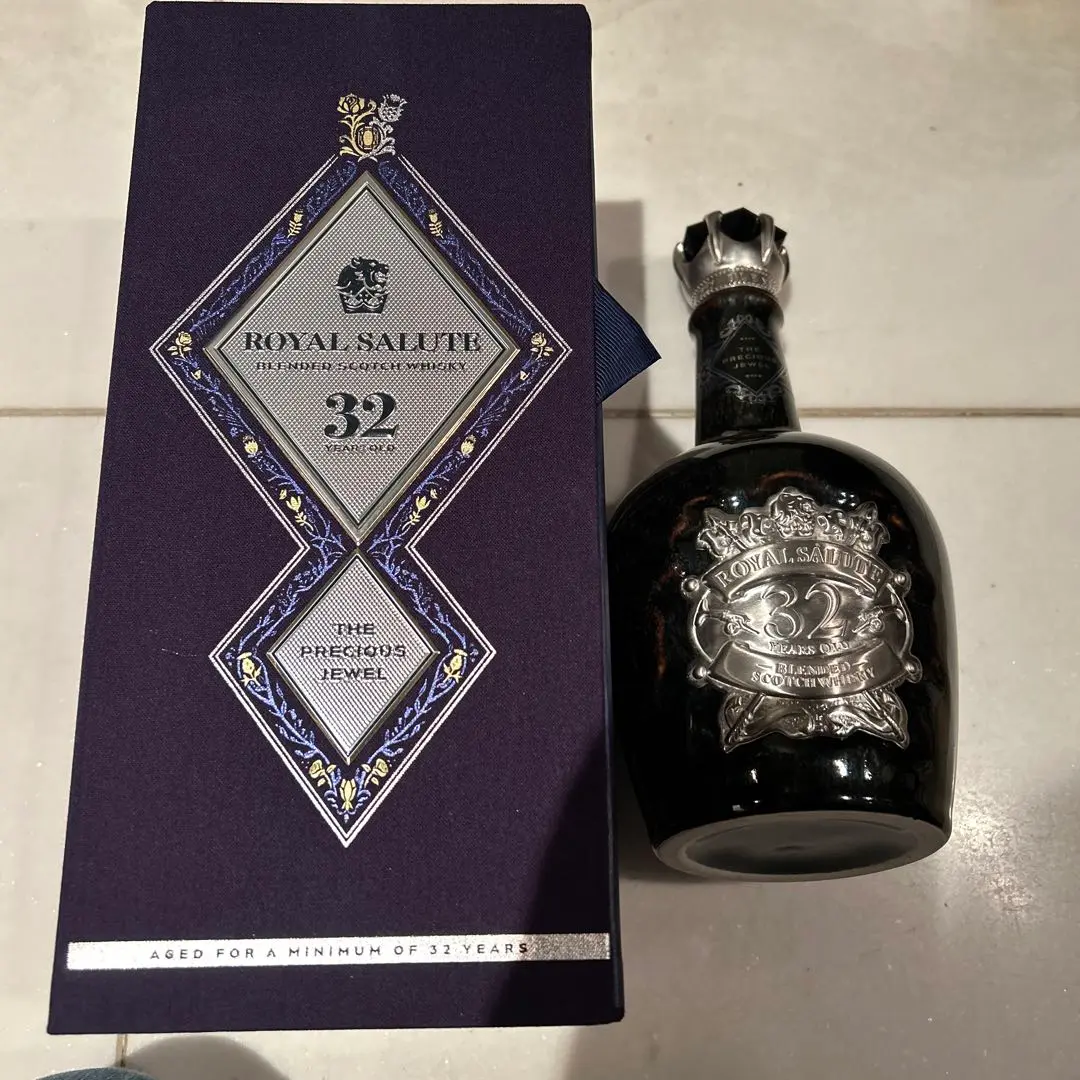 ROYAL SALUTE
BLENDED SCOTCH WHISKY
32
YEARS OLD
THE
PRECIOUS
JEWEL
AGED FOR A MINIMUM OF 32 YEARS
THE
PRECIOUS
JEWEL
ROYAL SALUTE
32
YEARS OLD
BLENDED
SCOTCH WHISKY